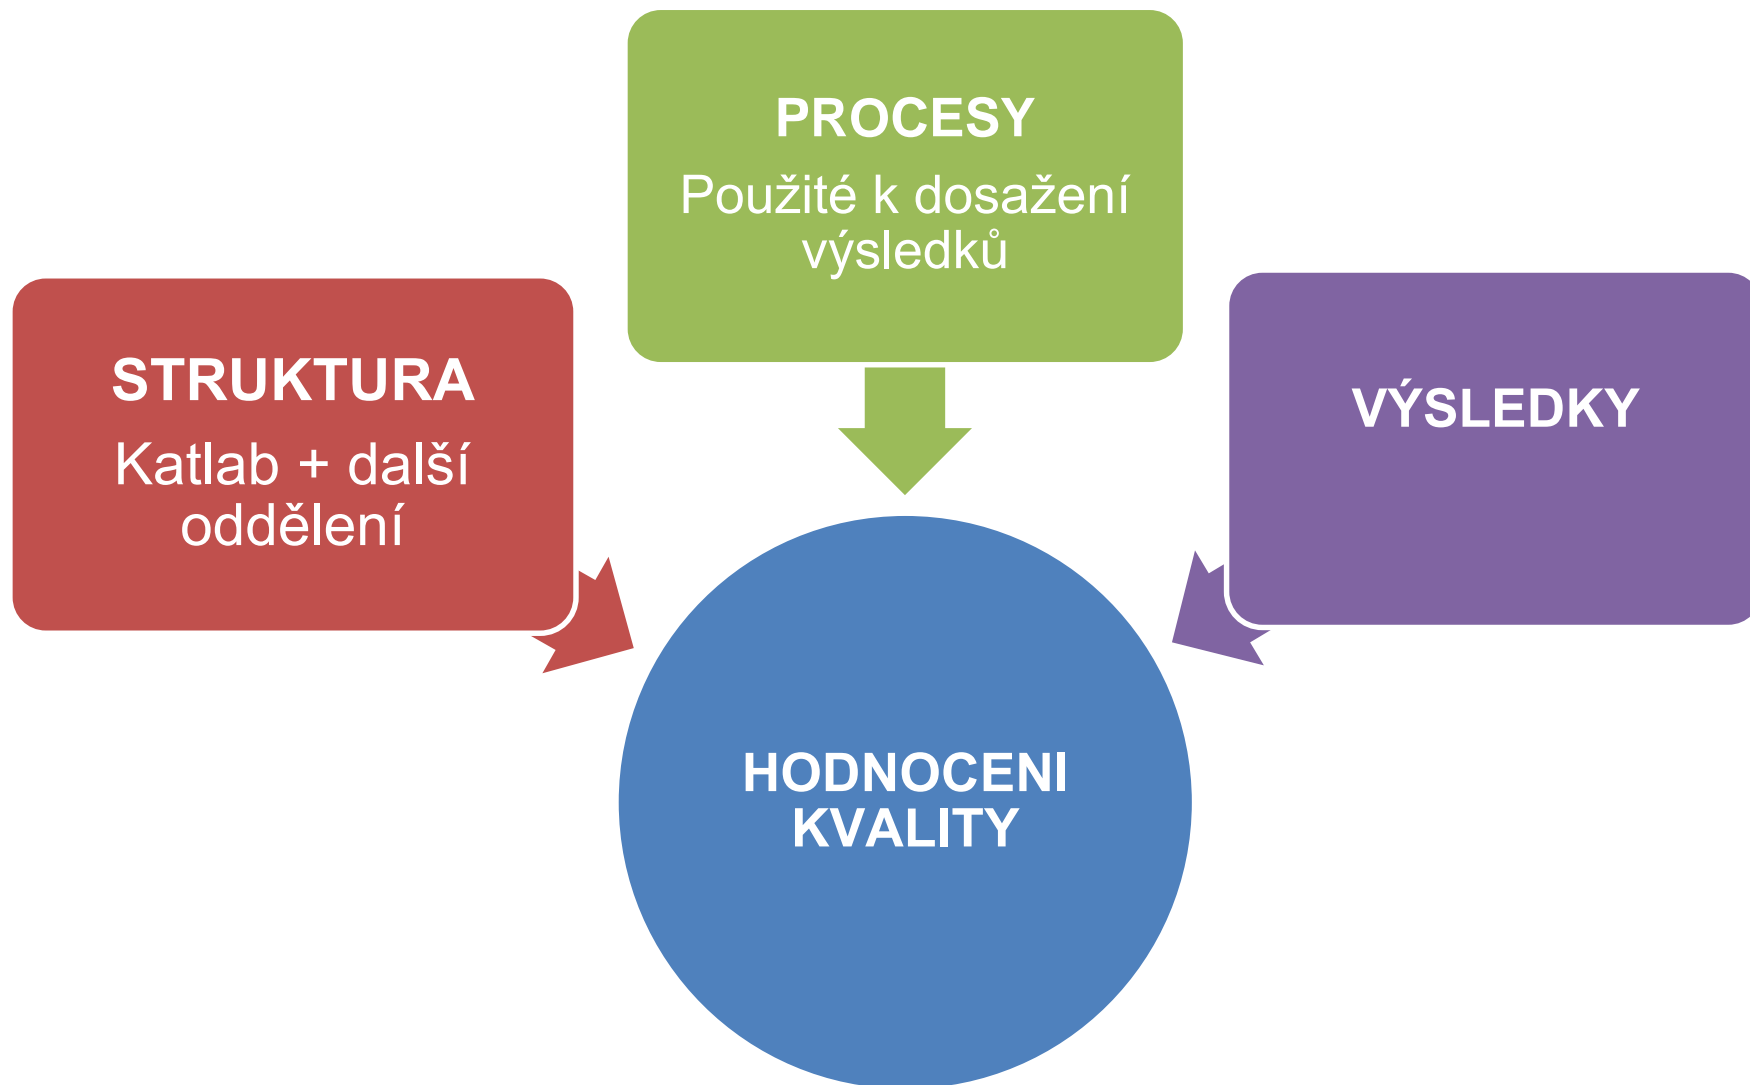 PROCESY
Použité k dosažení
výsledků
STRUKTURA
Katlab + další
oddělení
VÝSLEDKY
HODNOCENI
KVALITY